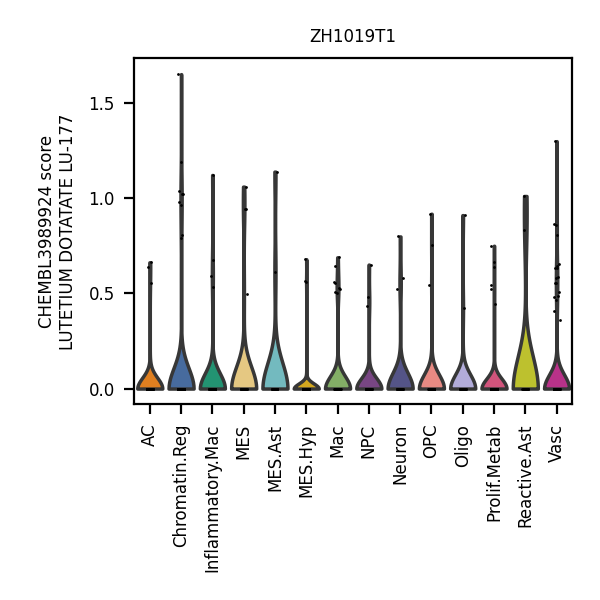 ZH1019T1
CHEMBL3989924 score
LUTETIUM DOTATATE LU-177
1.5
1.0
0.5
0.0
AC
Chromatin.Reg
Inflammatory.Mac
MES
MES.Ast
MES.Hyp
Mac
NPC
Neuron
OPC
Oligo
Prolif.Metab
Reactive.Ast
Vasc